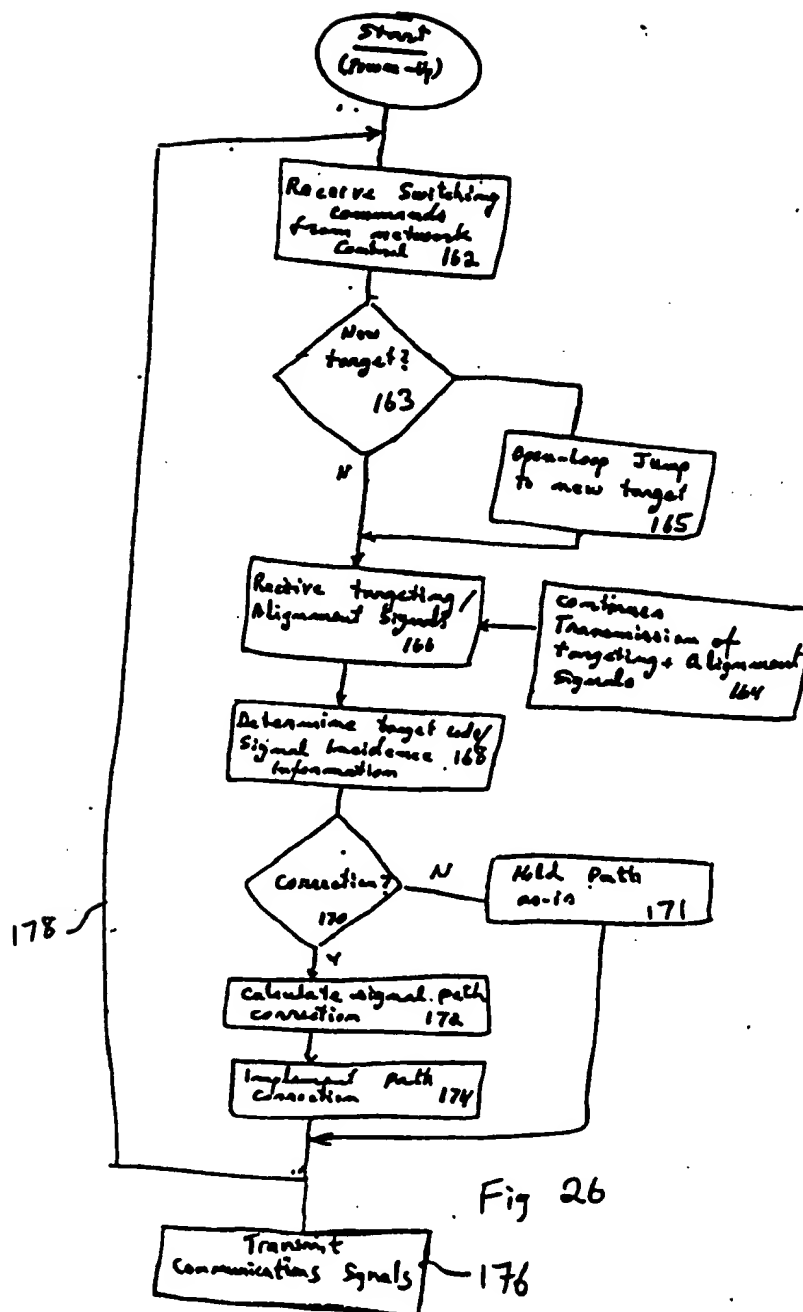 Start
(Power-Up)
Receive Switching
commands
from network
Control 162
New
target?
163
N
Open-Loop Jump
to new target
165
Receive targeting/
Alignment Signals
166
Continues
Transmission of
targeting + Alignment
Signals 164
Determine target code/
Signal Incidence 168
Information
Correction?
170
N
Hold Path
as-is
171
Y
178
Calculate signal path
correction 172
Implement path
correction 174
Fig 26
Transmit
Communications Signals
176